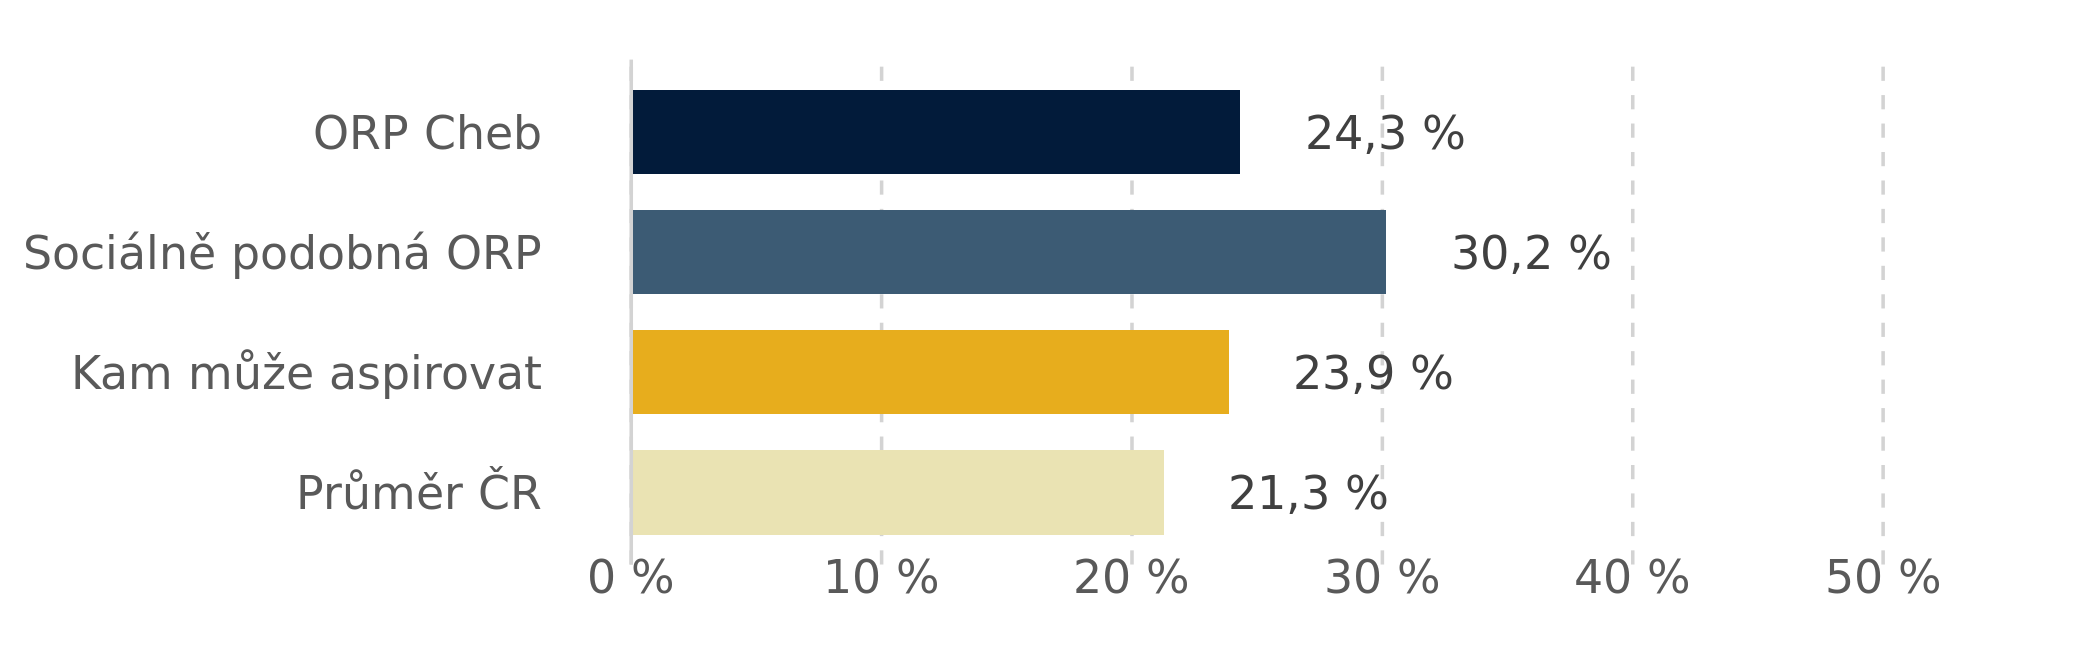 ORP Cheb
24,3 %
Sociálně podobná ORP
30,2 %
Kam může aspirovat
23,9 %
Průměr ČR
21,3 %
0 % 10 % 20 % 30 % 40 % 50 %